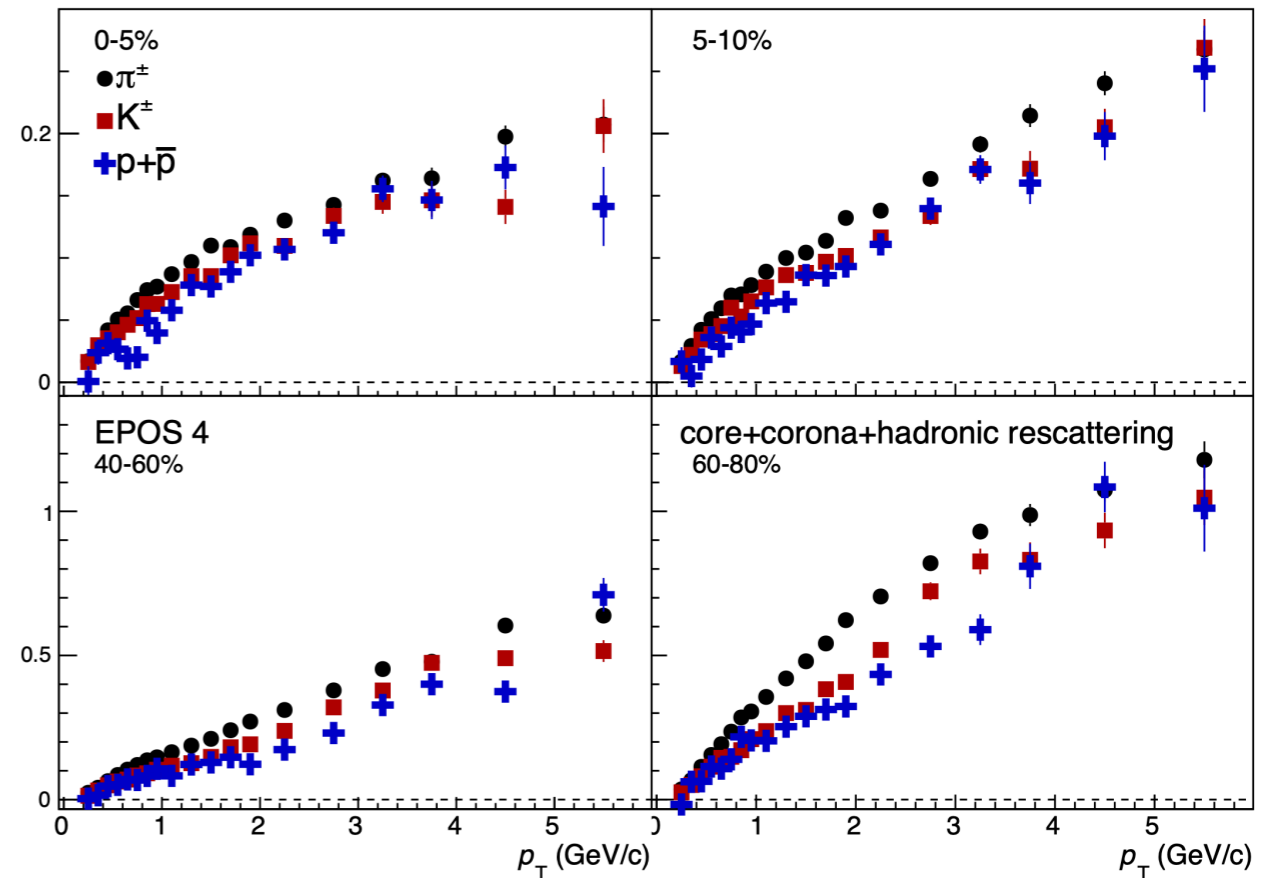 0-5%
π±
K±
p+p̅
5-10%
0.2
0
EPOS 4
40-60%
core+corona+hadronic rescattering
60-80%
1
0.5
0
0 1 2 3 4 5
1 2 3 4 5
p_T (GeV/c)
p_T (GeV/c)